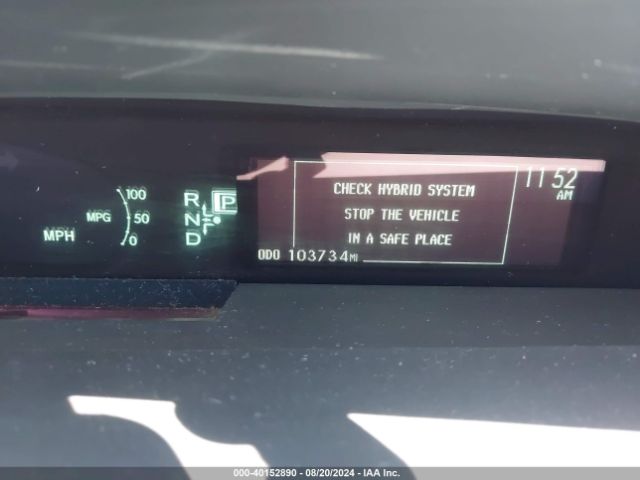 100
R P
MPG 50 N
MPH 0 D
CHECK HYBRID SYSTEM
STOP THE VEHICLE
IN A SAFE PLACE
11 52
AM
ODO 103734MI
000-40152890 - 08/20/2024 - IAA Inc.